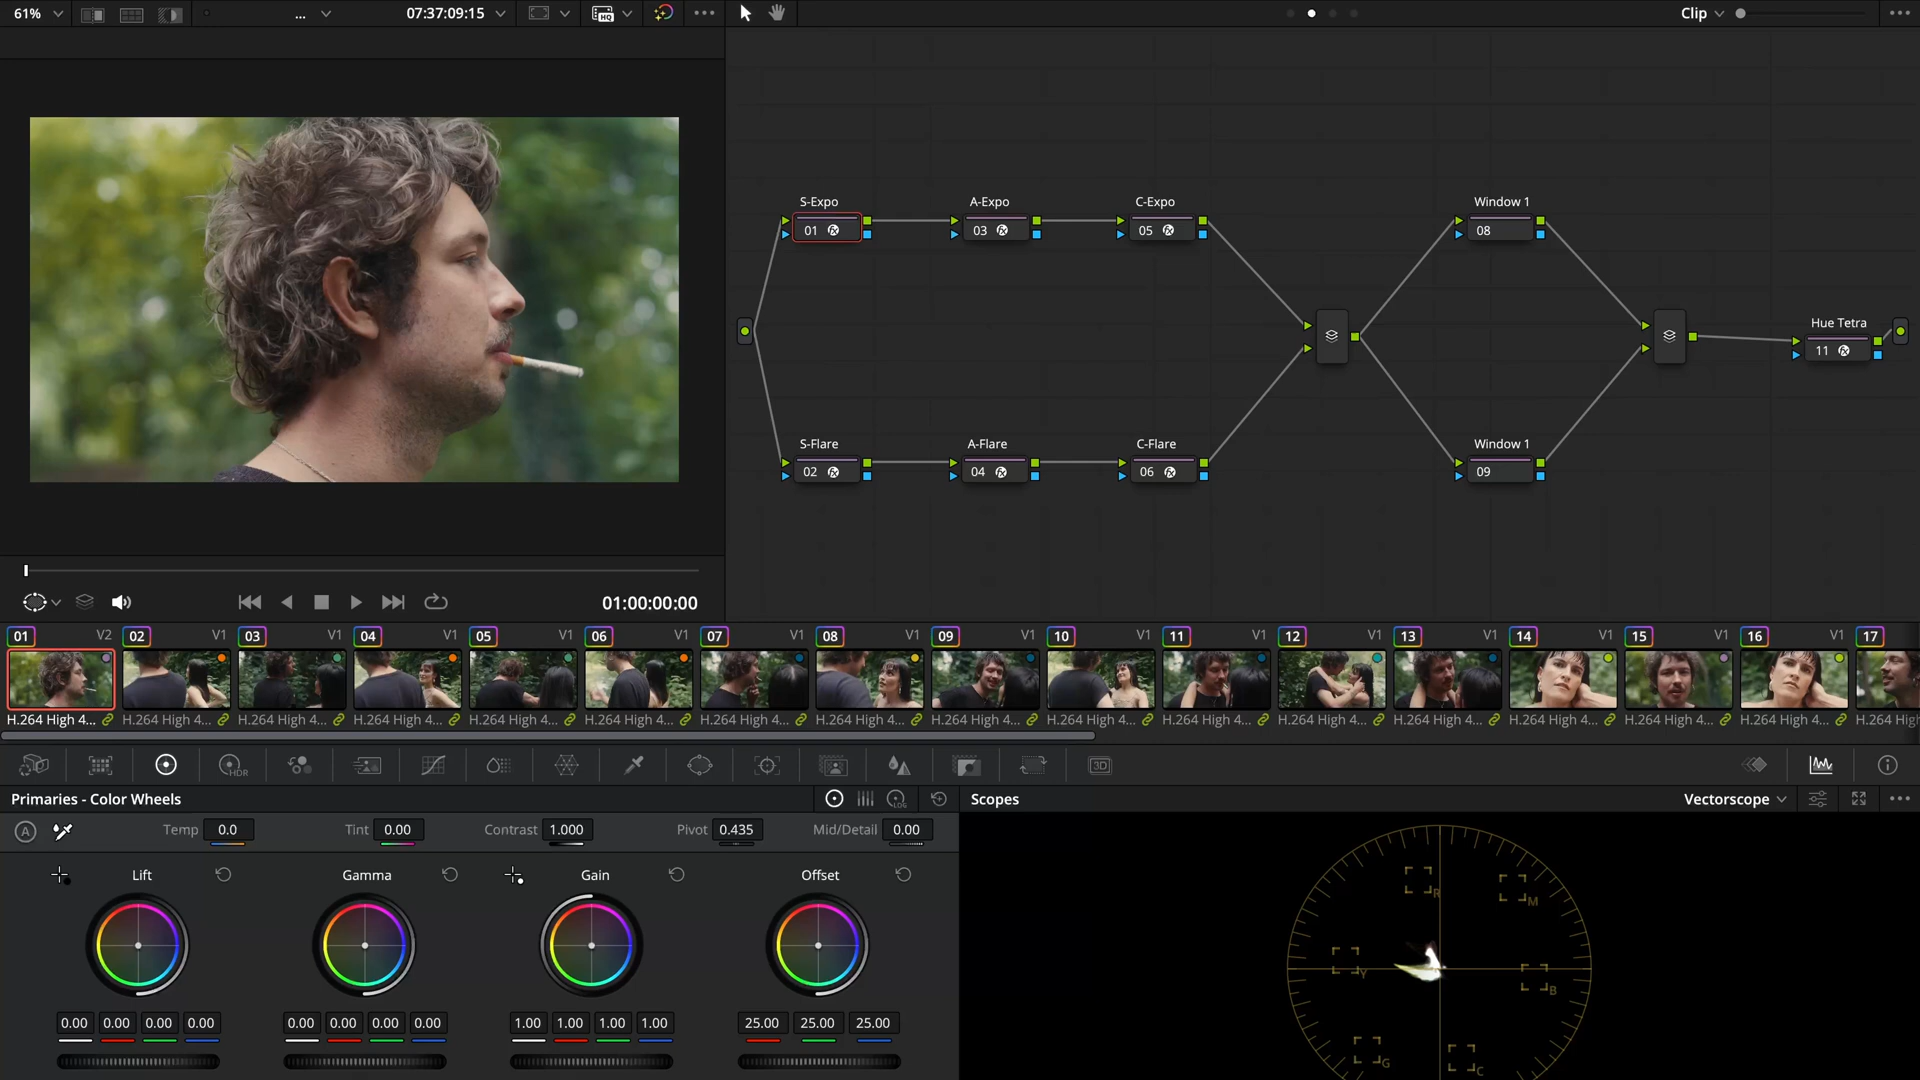 61%
...
07:37:09:15
HQ
Clip
S-Expo
A-Expo
C-Expo
Window 1
01
03
05
08
Hue Tetra
11
S-Flare
A-Flare
C-Flare
Window 1
02
04
06
09
01:00:00:00
01 V2 02 V1 03 V1 04 V1 05 V1 06 V1 07 V1 08 V1 09 V1 10 V1 11 V1 12 V1 13 V1 14 V1 15 V1 16 V1 17
H.264 High 4... H.264 High 4... H.264 High 4... H.264 High 4... H.264 High 4... H.264 High 4... H.264 High 4... H.264 High 4... H.264 High 4... H.264 High 4... H.264 High 4... H.264 High 4... H.264 High 4... H.264 High 4... H.264 High 4... H.264 High 4... H.264 High
HDR
3D
Primaries - Color Wheels
LOG
Scopes
Vectorscope
A
Temp 0.0
Tint 0.00
Contrast 1.000
Pivot 0.435
Mid/Detail 0.00
Lift
Gamma
Gain
Offset
R
M
Y
B
G
C
0.00 0.00 0.00 0.00
0.00 0.00 0.00 0.00
1.00 1.00 1.00 1.00
25.00 25.00 25.00